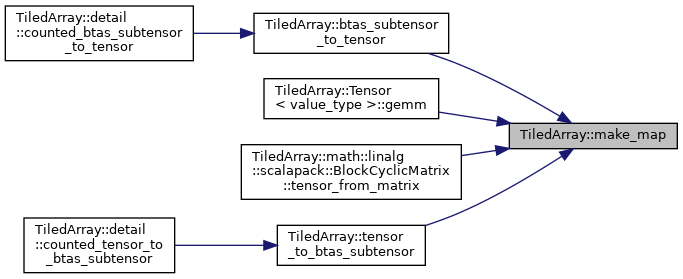 TiledArray::detail
::counted_btas_subtensor
_to_tensor
TiledArray::btas_subtensor
_to_tensor
TiledArray::Tensor
< value_type >::gemm
TiledArray::make_map
TiledArray::math::linalg
::scalapack::BlockCyclicMatrix
::tensor_from_matrix
TiledArray::detail
::counted_tensor_to
_btas_subtensor
TiledArray::tensor
_to_btas_subtensor